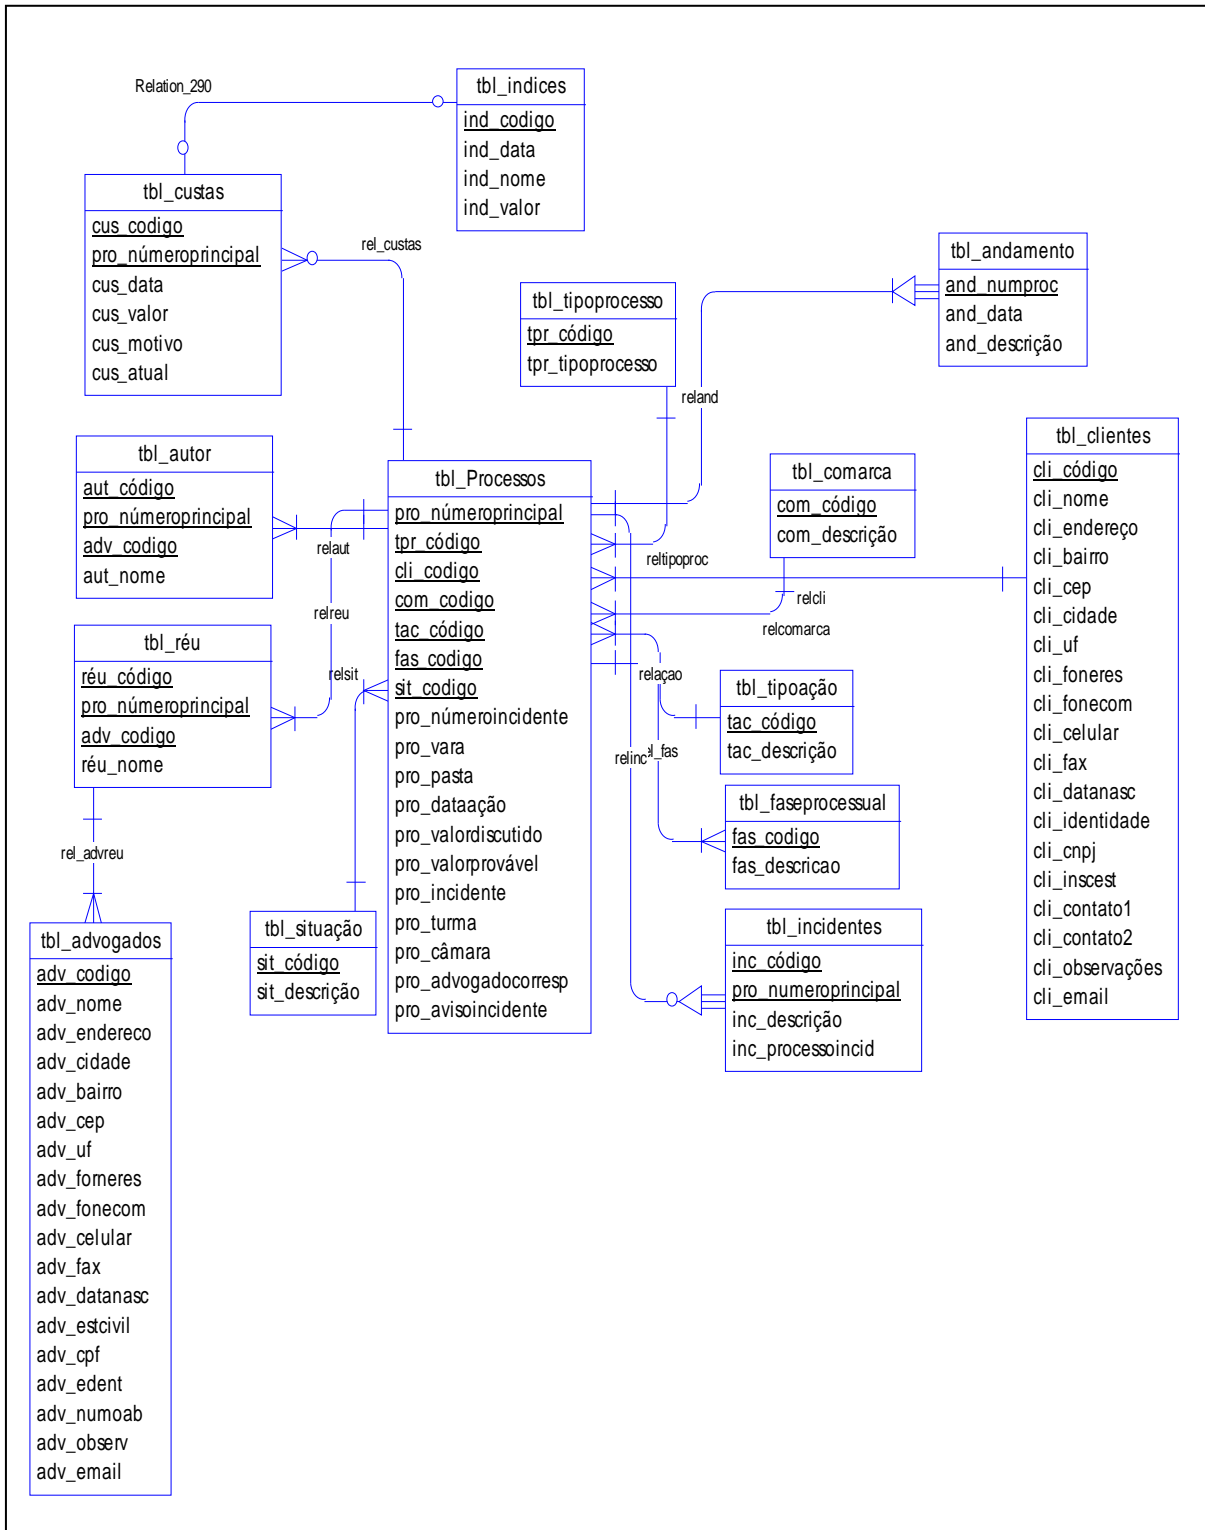 Relation_290
tbl_indices
ind_codigo
ind_data
ind_nome
ind_valor
tbl_custas
cus_codigo
pro_númeroprincipal
cus_data
cus_valor
cus_motivo
cus_atual
rel_custas
tbl_tipoprocesso
tpr_código
tpr_tipoprocesso
tbl_andamento
and_numproc
and_data
and_descrição
reland
tbl_autor
aut_código
pro_númeroprincipal
adv_codigo
aut_nome
relaut
relreu
tbl_réu
réu_código
pro_númeroprincipal
adv_codigo
réu_nome
relsit
rel_advreu
tbl_Processos
pro_númeroprincipal
tpr_código
cli_codigo
com_codigo
tac_código
fas_codigo
sit_codigo
pro_númeroincidente
pro_vara
pro_pasta
pro_dataação
pro_valordiscutido
pro_valorprovável
pro_incidente
pro_turma
pro_câmara
pro_advogadocorresp
pro_avisoincidente
reltipoproc
tbl_comarca
com_código
com_descrição
relcli
relcomarca
tbl_clientes
cli_código
cli_nome
cli_endereço
cli_bairro
cli_cep
cli_cidade
cli_uf
cli_foneres
cli_fonecom
cli_celular
cli_fax
cli_datanasc
cli_identidade
cli_cnpj
cli_inscest
cli_contato1
cli_contato2
cli_observações
cli_email
relaçao
tbl_tipoação
tac_código
tac_descrição
relinc
tbl_faseprocessual
fas_codigo
fas_descricao
tbl_situação
sit_código
sit_descrição
tbl_incidentes
inc_código
pro_numeroprincipal
inc_descrição
inc_processoincid
tbl_advogados
adv_codigo
adv_nome
adv_endereco
adv_cidade
adv_bairro
adv_cep
adv_uf
adv_forneres
adv_fonecom
adv_celular
adv_fax
adv_datanasc
adv_estcivil
adv_cpf
adv_edent
adv_numoab
adv_observ
adv_email